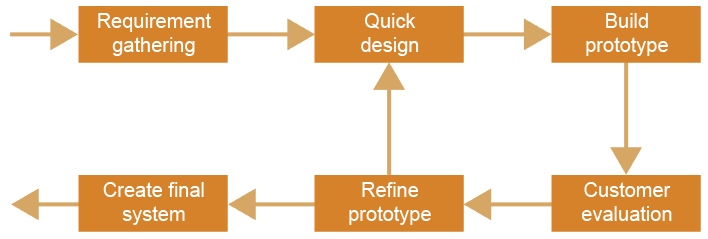 Requirement
gathering
Quick
design
Build
prototype
Create final
system
Refine
prototype
Customer
evaluation